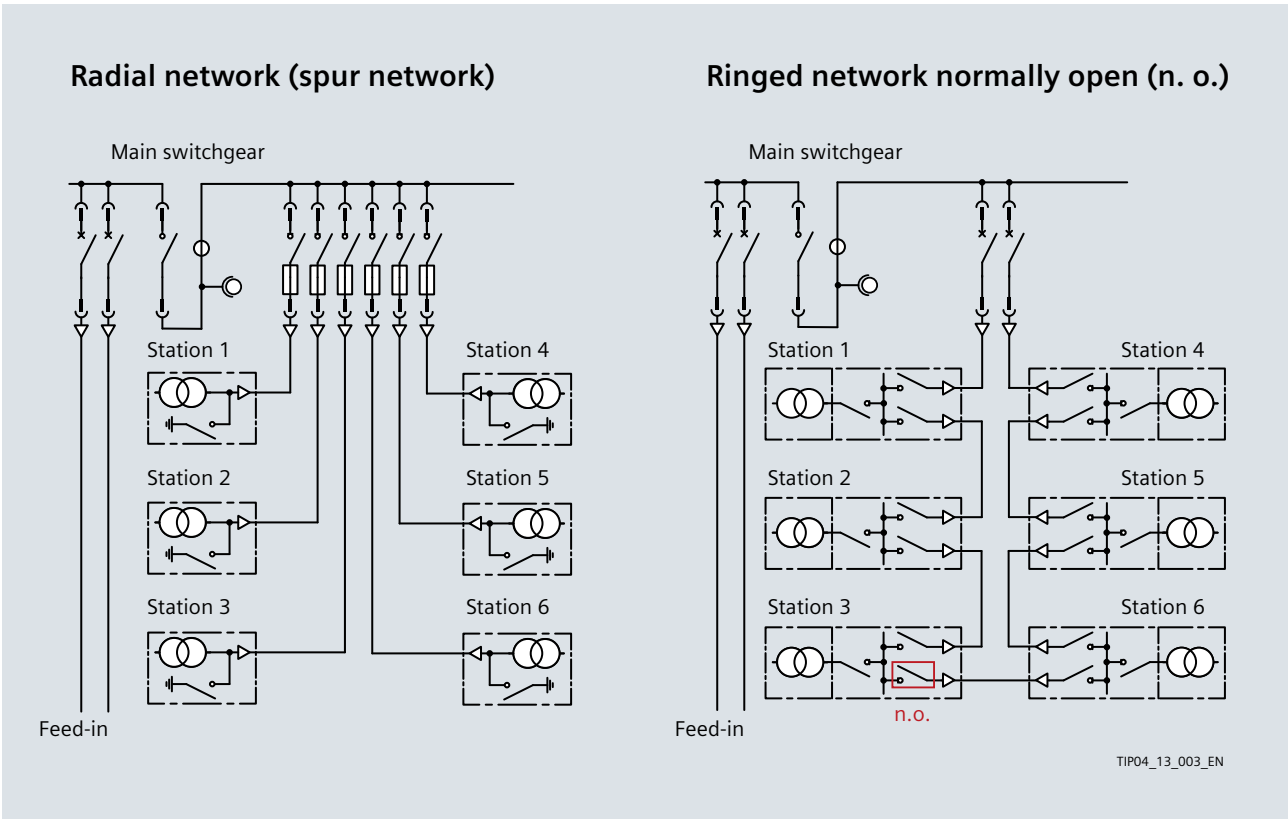 Radial network (spur network)
Main switchgear
Station 1
Station 4
Station 2
Station 5
Station 3
Station 6
Feed-in
Ringed network normally open (n. o.)
Main switchgear
Station 1
Station 4
Station 2
Station 5
Station 3
Station 6
n.o.
Feed-in
TIP04_13_003_EN